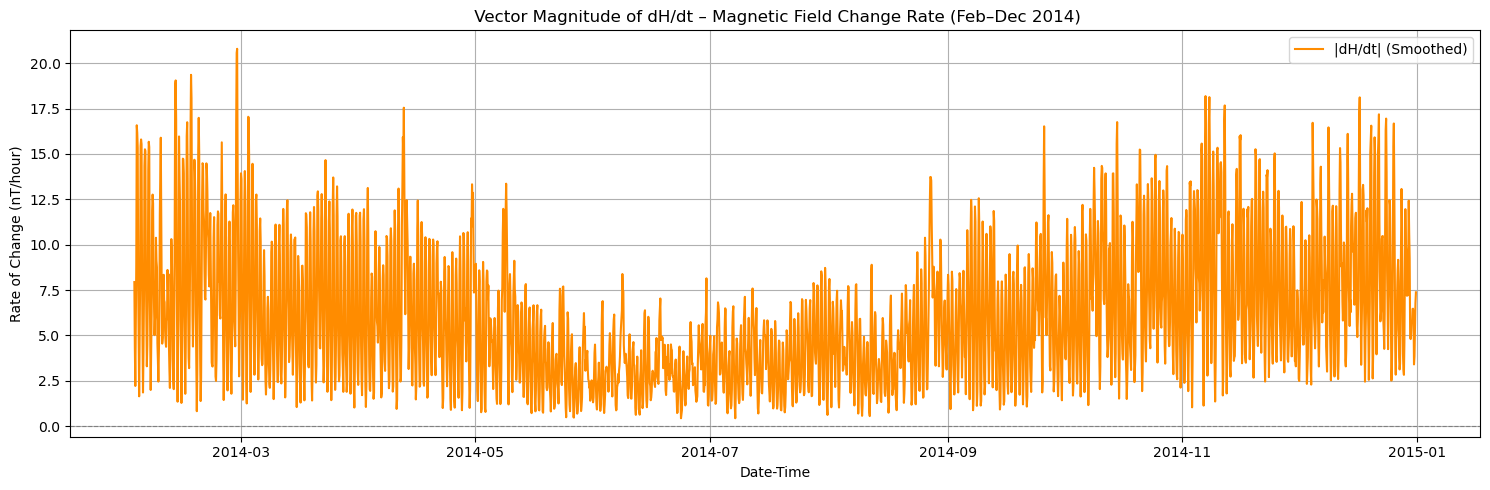 Vector Magnitude of dH/dt – Magnetic Field Change Rate (Feb–Dec 2014)
|dH/dt| (Smoothed)
Rate of Change (nT/hour)
20.0
17.5
15.0
12.5
10.0
7.5
5.0
2.5
0.0
2014-03 2014-05 2014-07 2014-09 2014-11 2015-01
Date-Time